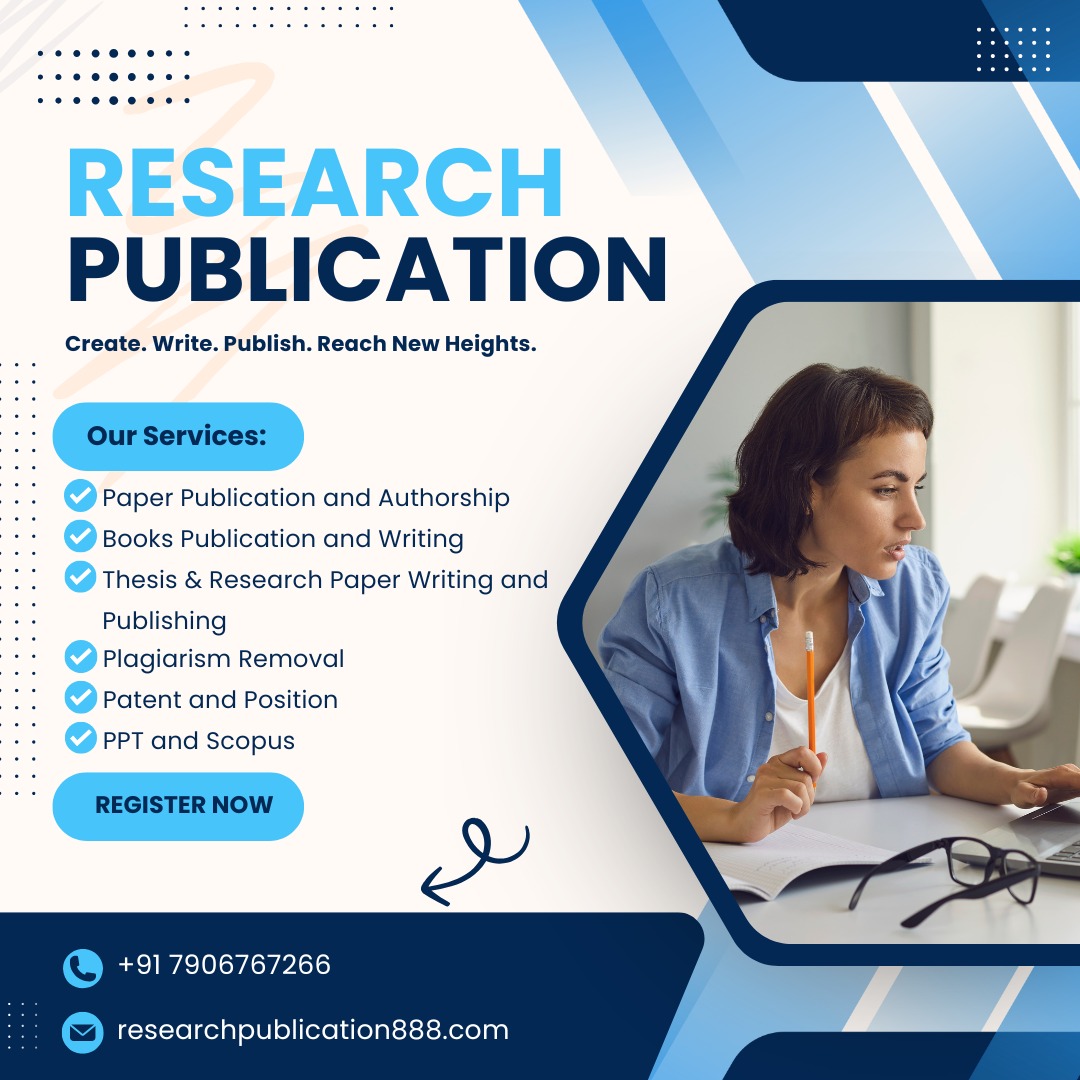 RESEARCH
PUBLICATION
Create. Write. Publish. Reach New Heights.
Our Services:
Paper Publication and Authorship
Books Publication and Writing
Thesis & Research Paper Writing and
Publishing
Plagiarism Removal
Patent and Position
PPT and Scopus
REGISTER NOW
+91 7906767266
researchpublication888.com